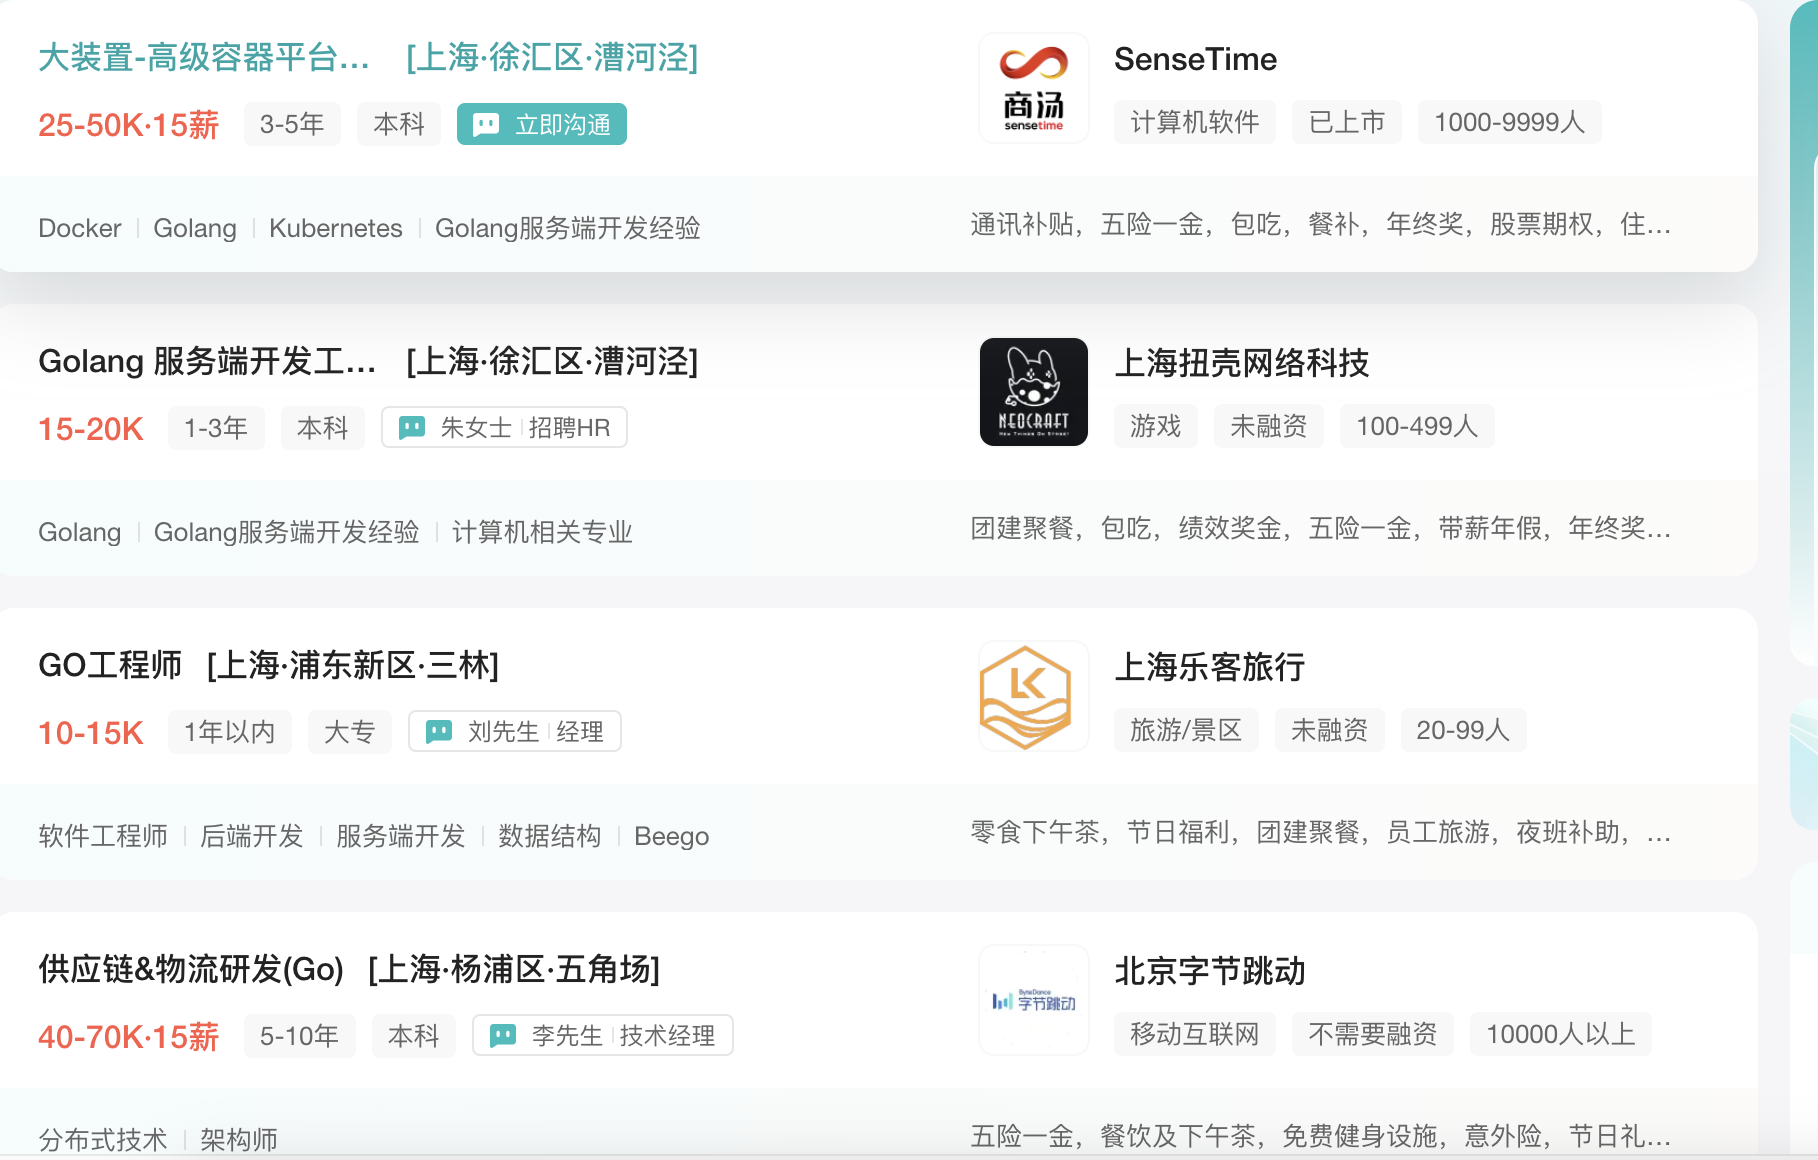 大装置-高级容器平台... [上海·徐汇区·漕河泾]
25-50K·15薪 3-5年 本科 立即沟通
商汤
sensetime
SenseTime
计算机软件 已上市 1000-9999人
Docker Golang Kubernetes Golang服务端开发经验
通讯补贴，五险一金，包吃，餐补，年终奖，股票期权，住...
Golang 服务端开发工... [上海·徐汇区·漕河泾]
15-20K 1-3年 本科 朱女士 招聘HR
NEOCRAFT
上海扭壳网络科技
游戏 未融资 100-499人
Golang Golang服务端开发经验 计算机相关专业
团建聚餐，包吃，绩效奖金，五险一金，带薪年假，年终奖...
GO工程师 [上海·浦东新区·三林]
10-15K 1年以内 大专 刘先生 经理
LK
上海乐客旅行
旅游/景区 未融资 20-99人
软件工程师 后端开发 服务端开发 数据结构 Beego
零食下午茶，节日福利，团建聚餐，员工旅游，夜班补助，...
供应链&物流研发(Go) [上海·杨浦区·五角场]
40-70K·15薪 5-10年 本科 李先生 技术经理
ByteDance
字节跳动
北京字节跳动
移动互联网 不需要融资 10000人以上
分布式技术 架构师
五险一金，餐饮及下午茶，免费健身设施，意外险，节日礼...